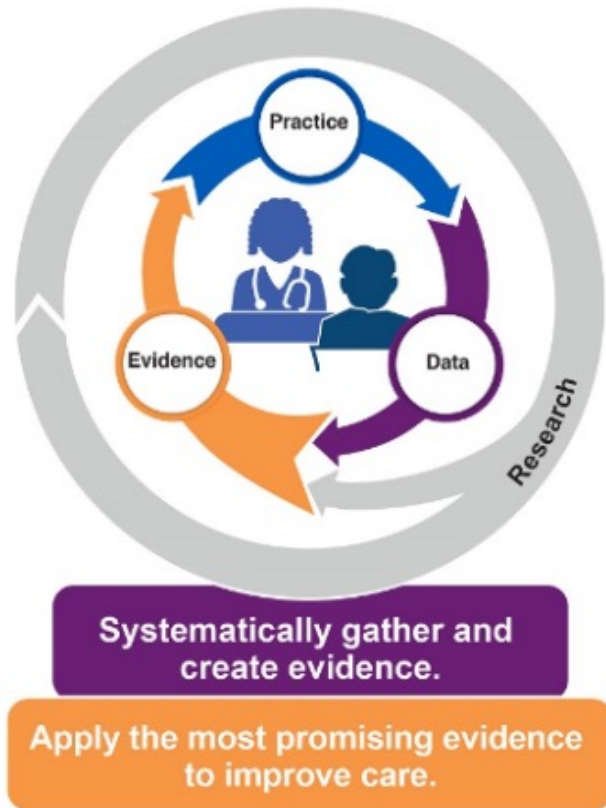 Practice
Evidence
Data
Research
Systematically gather and
create evidence.
Apply the most promising evidence
to improve care.